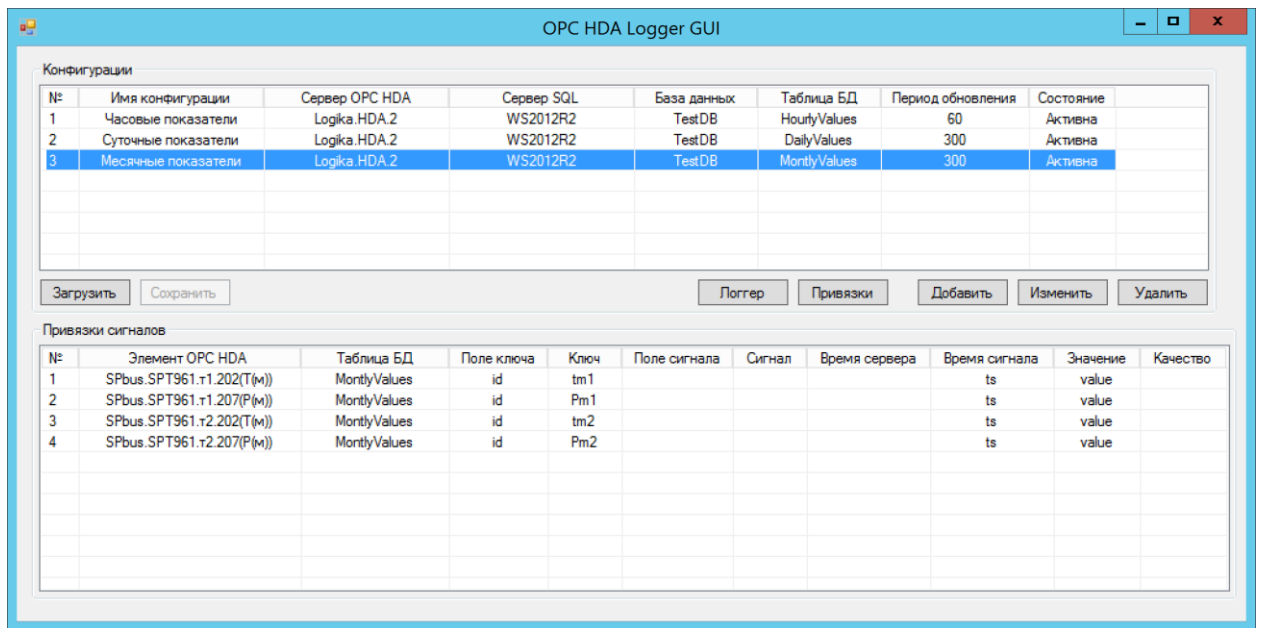 OPC HDA Logger GUI
Конфигурации
№ Имя конфигурации Сервер OPC HDA Сервер SQL База данных Таблица БД Период обновления Состояние
1 Часовые показатели Logika.HDA.2 WS2012R2 TestDB HourlyValues 60 Активна
2 Суточные показатели Logika.HDA.2 WS2012R2 TestDB DailyValues 300 Активна
3 Месячные показатели Logika.HDA.2 WS2012R2 TestDB MontlyValues 300 Активна
Загрузить Сохранить Логгер Привязки Добавить Изменить Удалить
Привязки сигналов
№ Элемент OPC HDA Таблица БД Поле ключа Ключ Поле сигнала Сигнал Время сервера Время сигнала Значение Качество
1 SPbus.SPT961.т1.202(T(м)) MontlyValues id tm1 ts value
2 SPbus.SPT961.т1.207(P(м)) MontlyValues id Pm1 ts value
3 SPbus.SPT961.т2.202(T(м)) MontlyValues id tm2 ts value
4 SPbus.SPT961.т2.207(P(м)) MontlyValues id Pm2 ts value